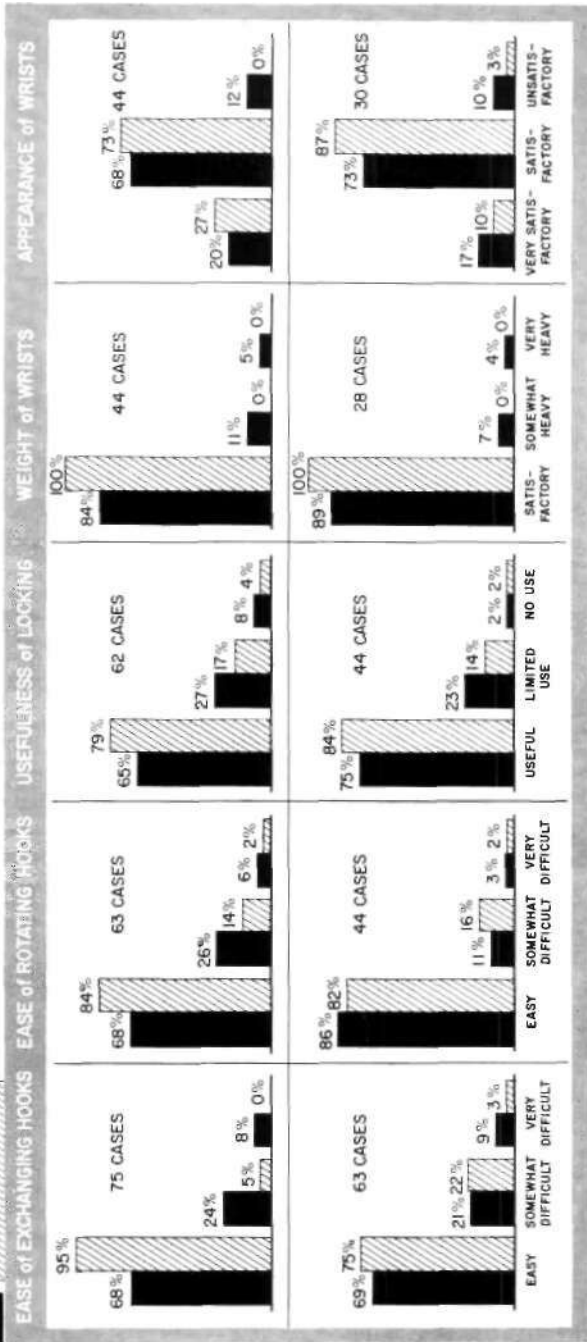 EASE of EXCHANGING HOOKS
EASE of ROTATING HOOKS
USEFULNESS of LOCKING
WEIGHT of WRISTS
APPEARANCE of WRISTS
75 CASES
68%
95%
24%
5%
8%
0%
63 CASES
68%
84%
26%
14%
6%
2%
62 CASES
65%
79%
27%
17%
8%
4%
44 CASES
84%
100%
11%
0%
5%
0%
44 CASES
20%
27%
68%
73%
12%
0%
63 CASES
69%
75%
21%
22%
9%
3%
EASY
SOMEWHAT
DIFFICULT
VERY
DIFFICULT
44 CASES
86%
82%
11%
16%
3%
2%
EASY
SOMEWHAT
DIFFICULT
VERY
DIFFICULT
44 CASES
75%
84%
23%
14%
2%
2%
USEFUL
LIMITED
USE
NO USE
28 CASES
89%
100%
7%
0%
4%
0%
SATIS-
FACTORY
SOMEWHAT
HEAVY
VERY
HEAVY
30 CASES
17%
10%
73%
87%
10%
3%
VERY SATIS-
FACTORY
SATIS-
FACTORY
UNSATIS-
FACTORY